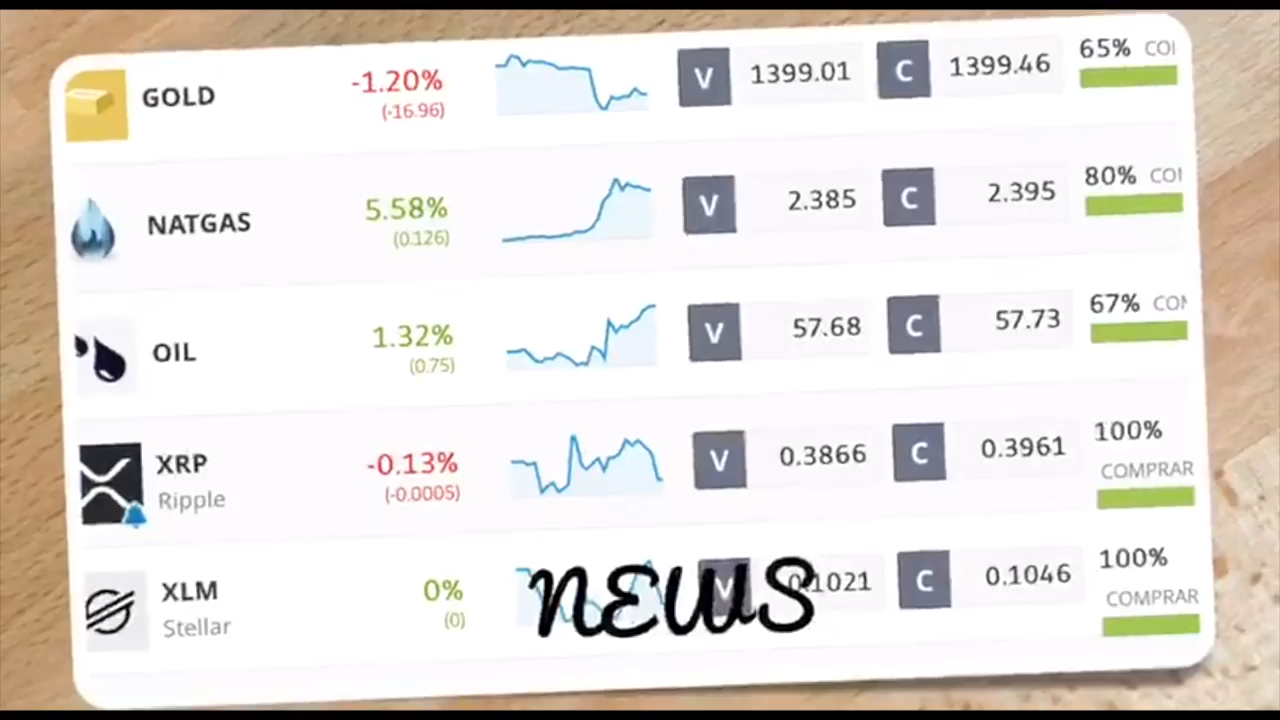 GOLD -1.20% V 1399.01 C 1399.46 65%
(-16.96)
NATGAS 5.58% V 2.385 C 2.395 80%
(0.126)
OIL 1.32% V 57.68 C 57.73 67%
(0.75)
XRP -0.13% V 0.3866 C 0.3961 100%
Ripple (-0.0005) COMPRAR
XLM 0% V 0.1021 C 0.1046 100%
Stellar (0) COMPRAR
NEWS